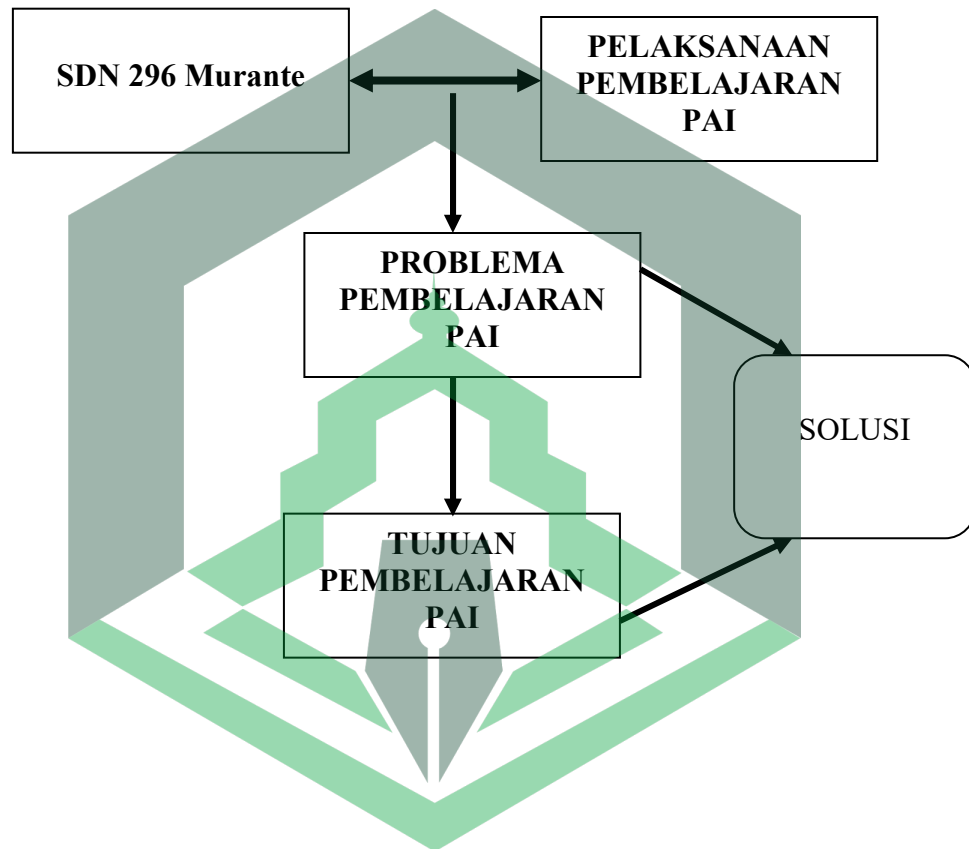 SDN 296 Murante
PELAKSANAAN
PEMBELAJARAN
PAI
PROBLEMA
PEMBELAJARAN
PAI
SOLUSI
TUJUAN
PEMBELAJARAN
PAI